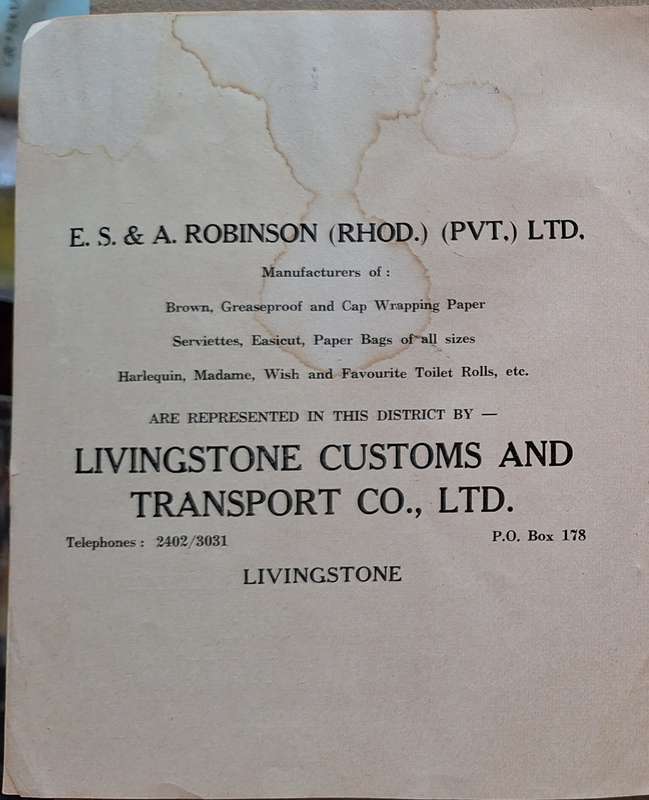 E. S. & A. ROBINSON (RHOD.) (PVT.) LTD.
Manufacturers of :
Brown, Greaseproof and Cap Wrapping Paper
Serviettes, Easicut, Paper Bags of all sizes
Harlequin, Madame, Wish and Favourite Toilet Rolls, etc.
ARE REPRESENTED IN THIS DISTRICT BY —
LIVINGSTONE CUSTOMS AND
TRANSPORT CO., LTD.
Telephones : 2402/3031 P.O. Box 178
LIVINGSTONE